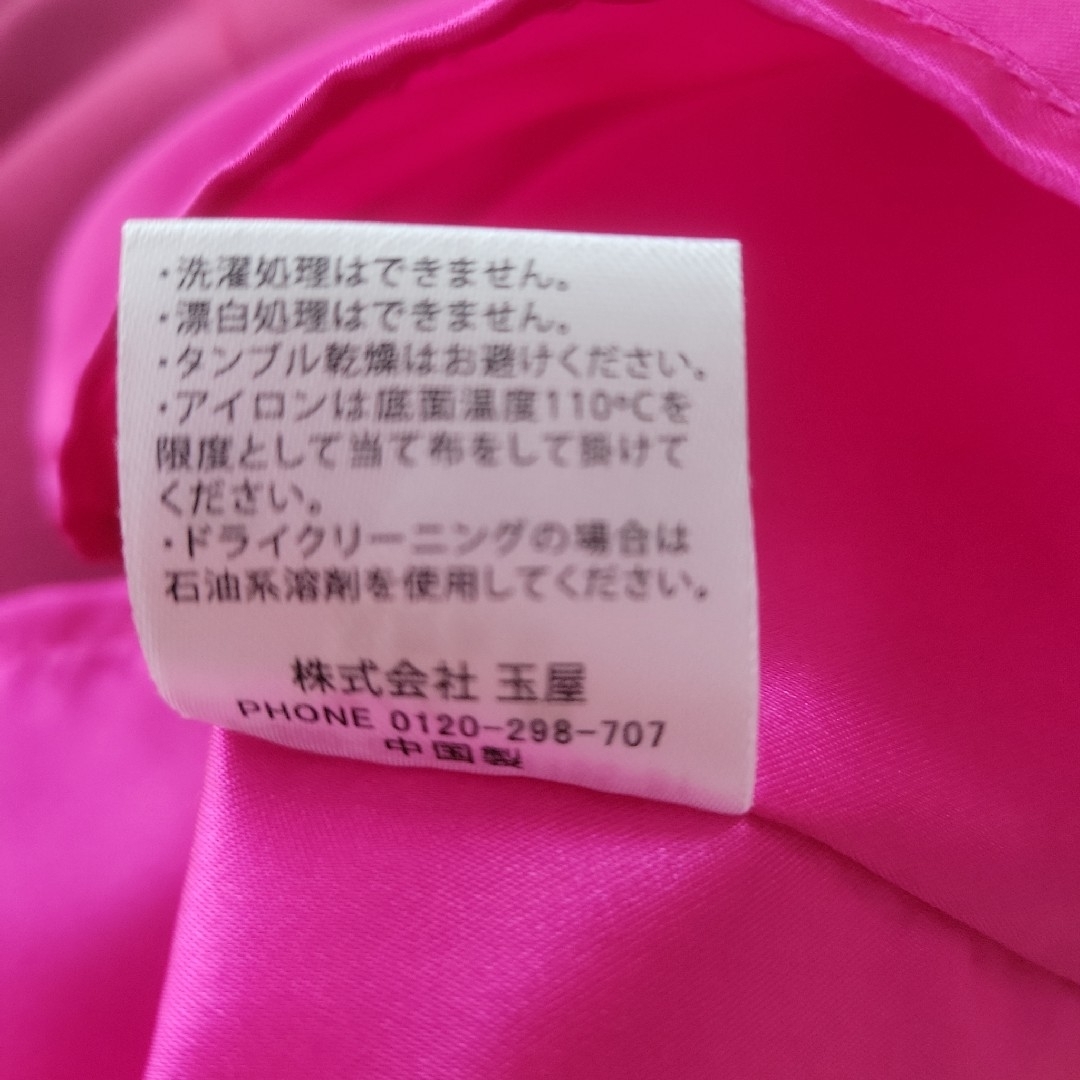 ・洗濯処理はできません。
・漂白処理はできません。
・タンブル乾燥はお避けください。
・アイロンは底面温度110℃を
限度として当て布をして掛けて
ください。
・ドライクリーニングの場合は
石油系溶剤を使用してください。
株式会社 玉屋
PHONE 0120-298-707
中国製